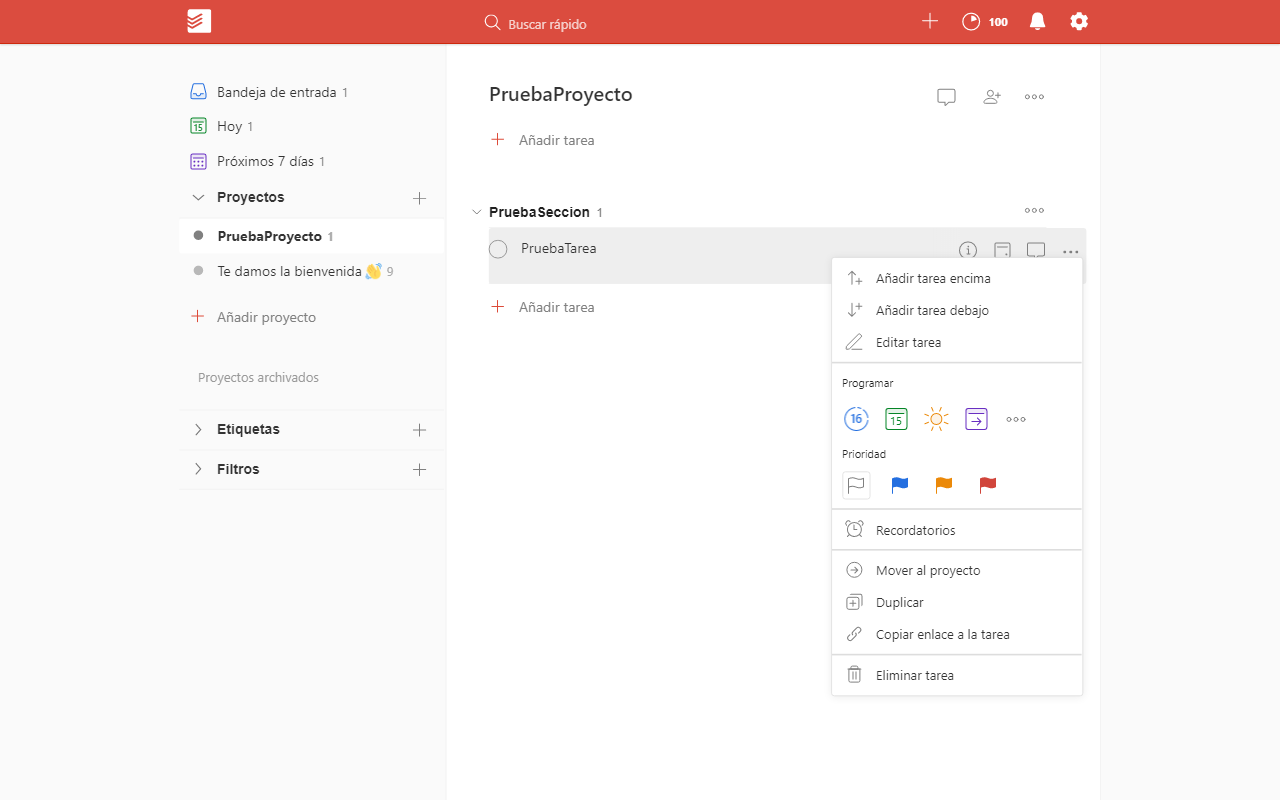 Buscar rápido
100
Bandeja de entrada 1
15 Hoy 1
Próximos 7 días 1
Proyectos
PruebaProyecto 1
Te damos la bienvenida 👋 9
Añadir proyecto
Proyectos archivados
Etiquetas
Filtros
PruebaProyecto
Añadir tarea
PruebaSeccion 1
PruebaTarea
Añadir tarea
Añadir tarea encima
Añadir tarea debajo
Editar tarea
Programar
16 15
Prioridad
Recordatorios
Mover al proyecto
Duplicar
Copiar enlace a la tarea
Eliminar tarea